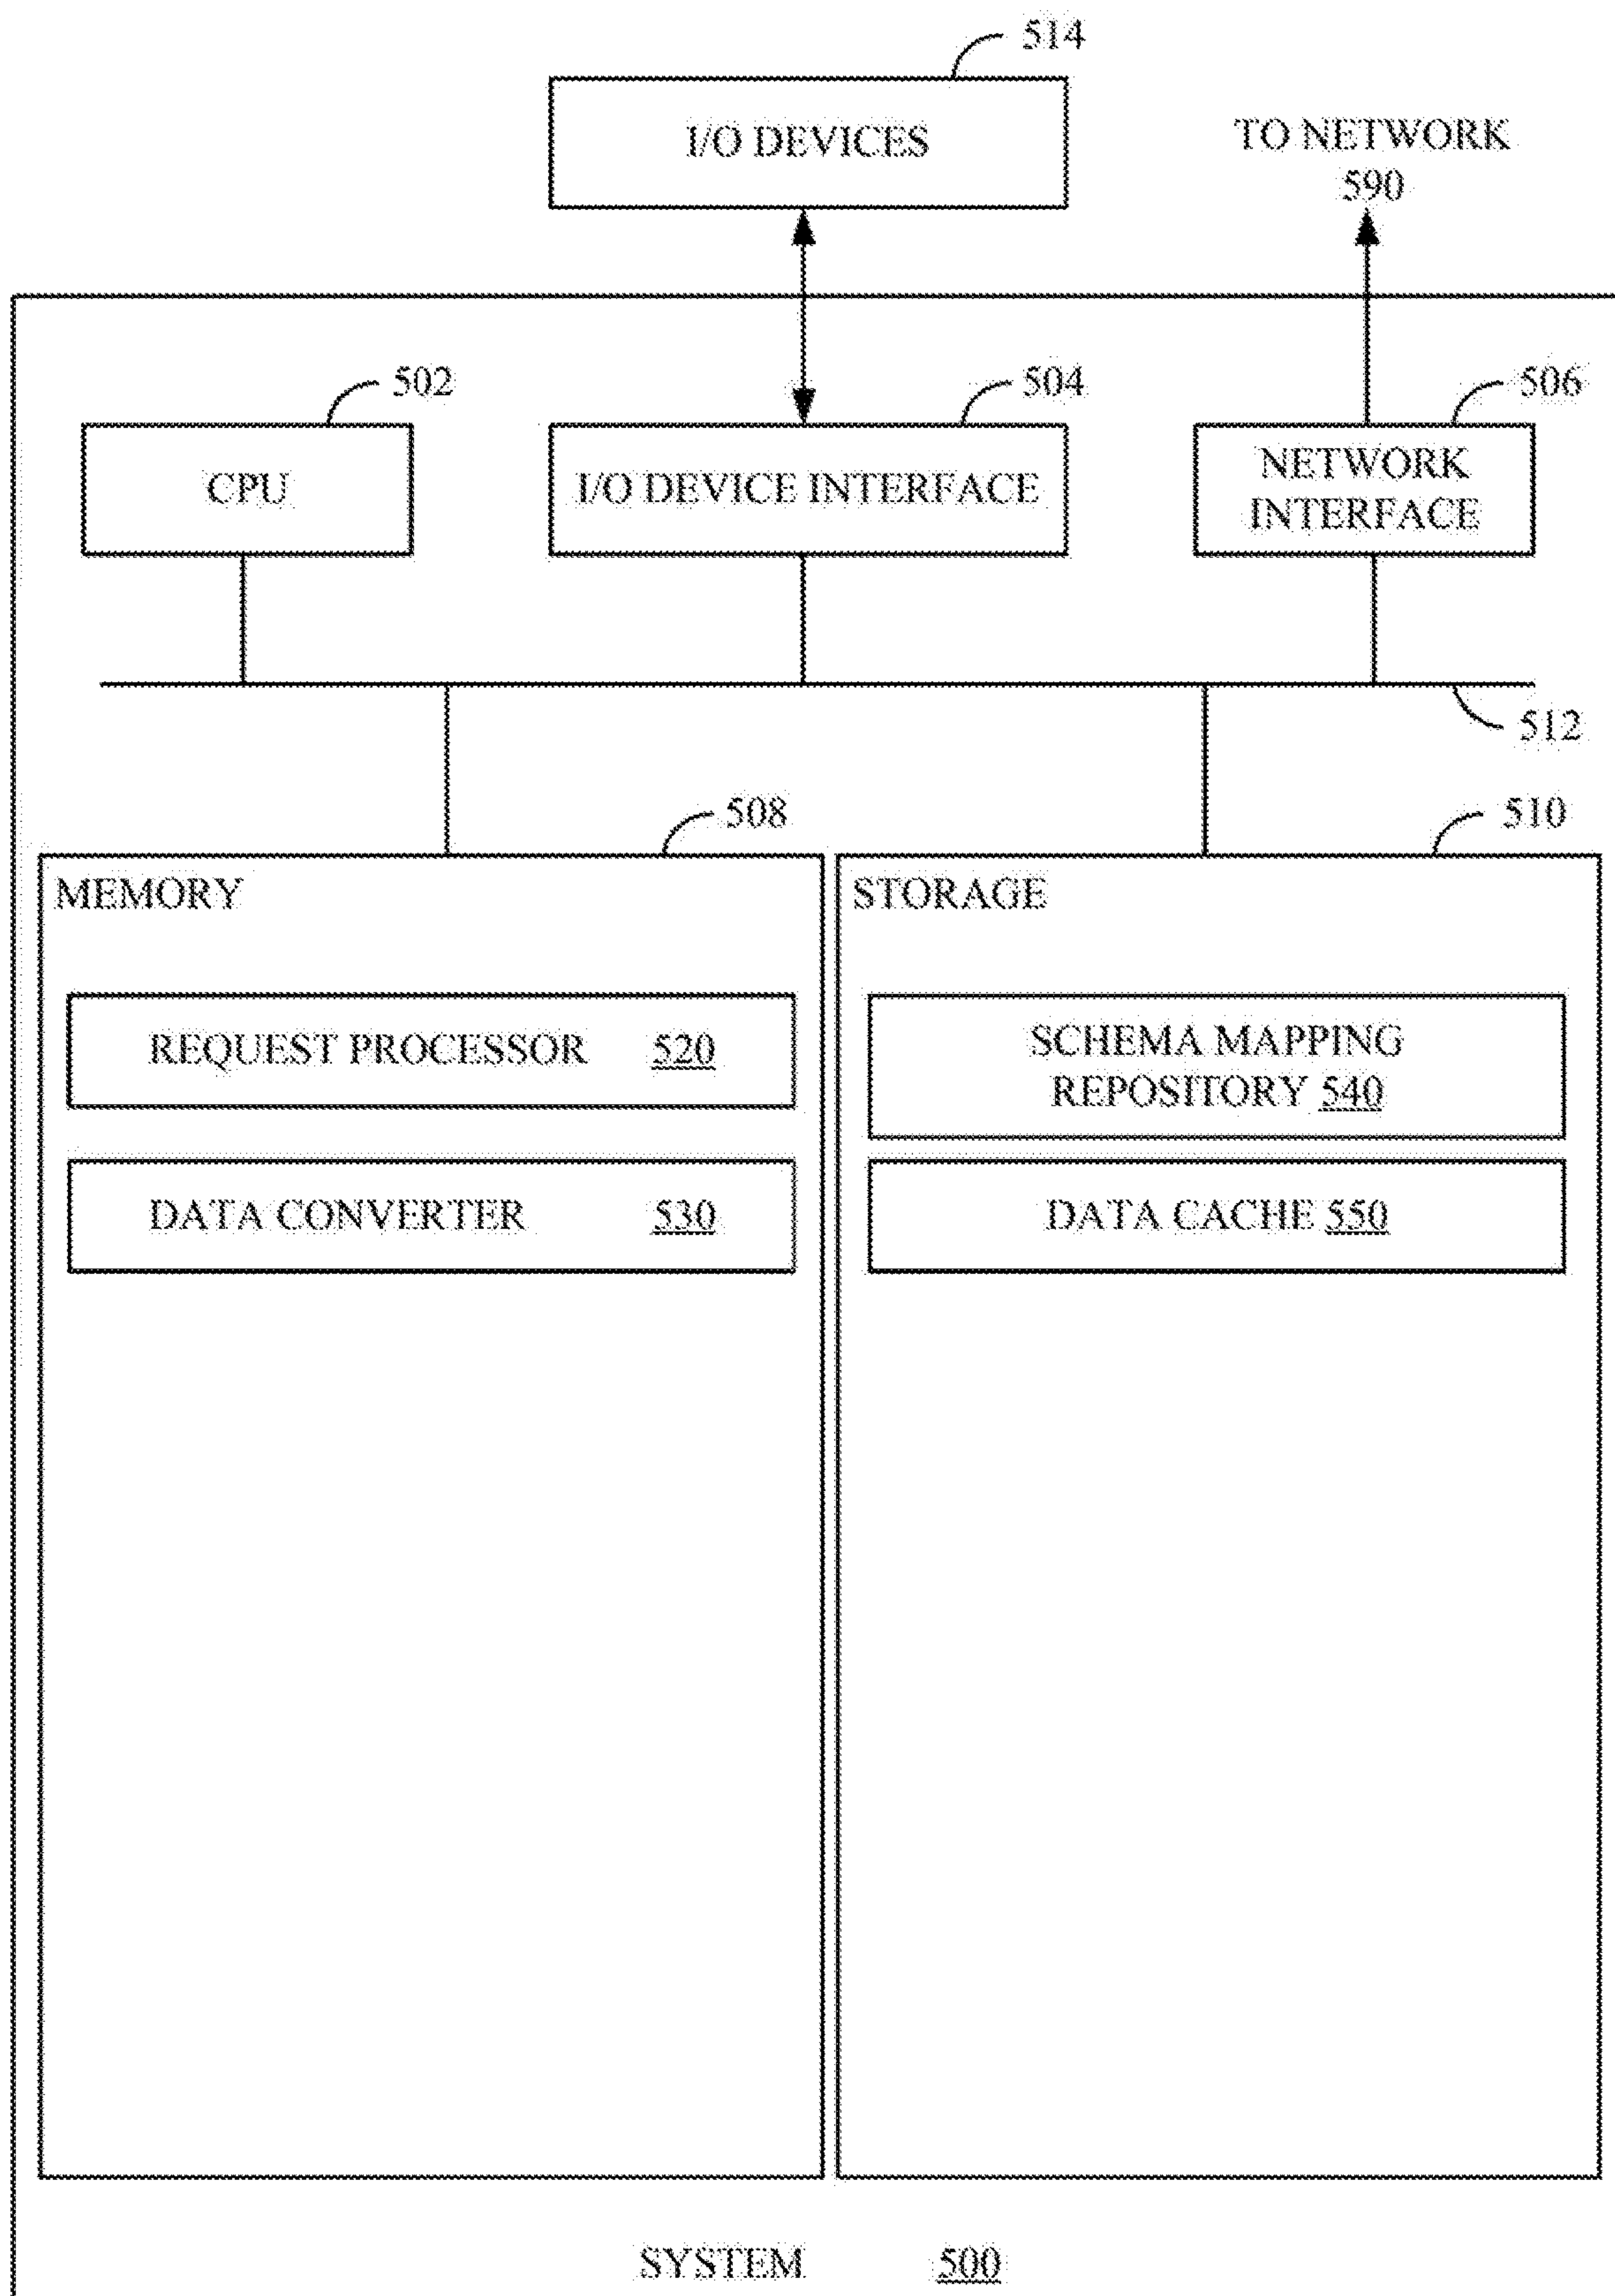 514
I/O DEVICES
TO NETWORK
590
502
504
506
CPU
I/O DEVICE INTERFACE
NETWORK
INTERFACE
512
508
510
MEMORY
STORAGE
REQUEST PROCESSOR 520
SCHEMA MAPPING
REPOSITORY 540
DATA CONVERTER 530
DATA CACHE 550
SYSTEM 500